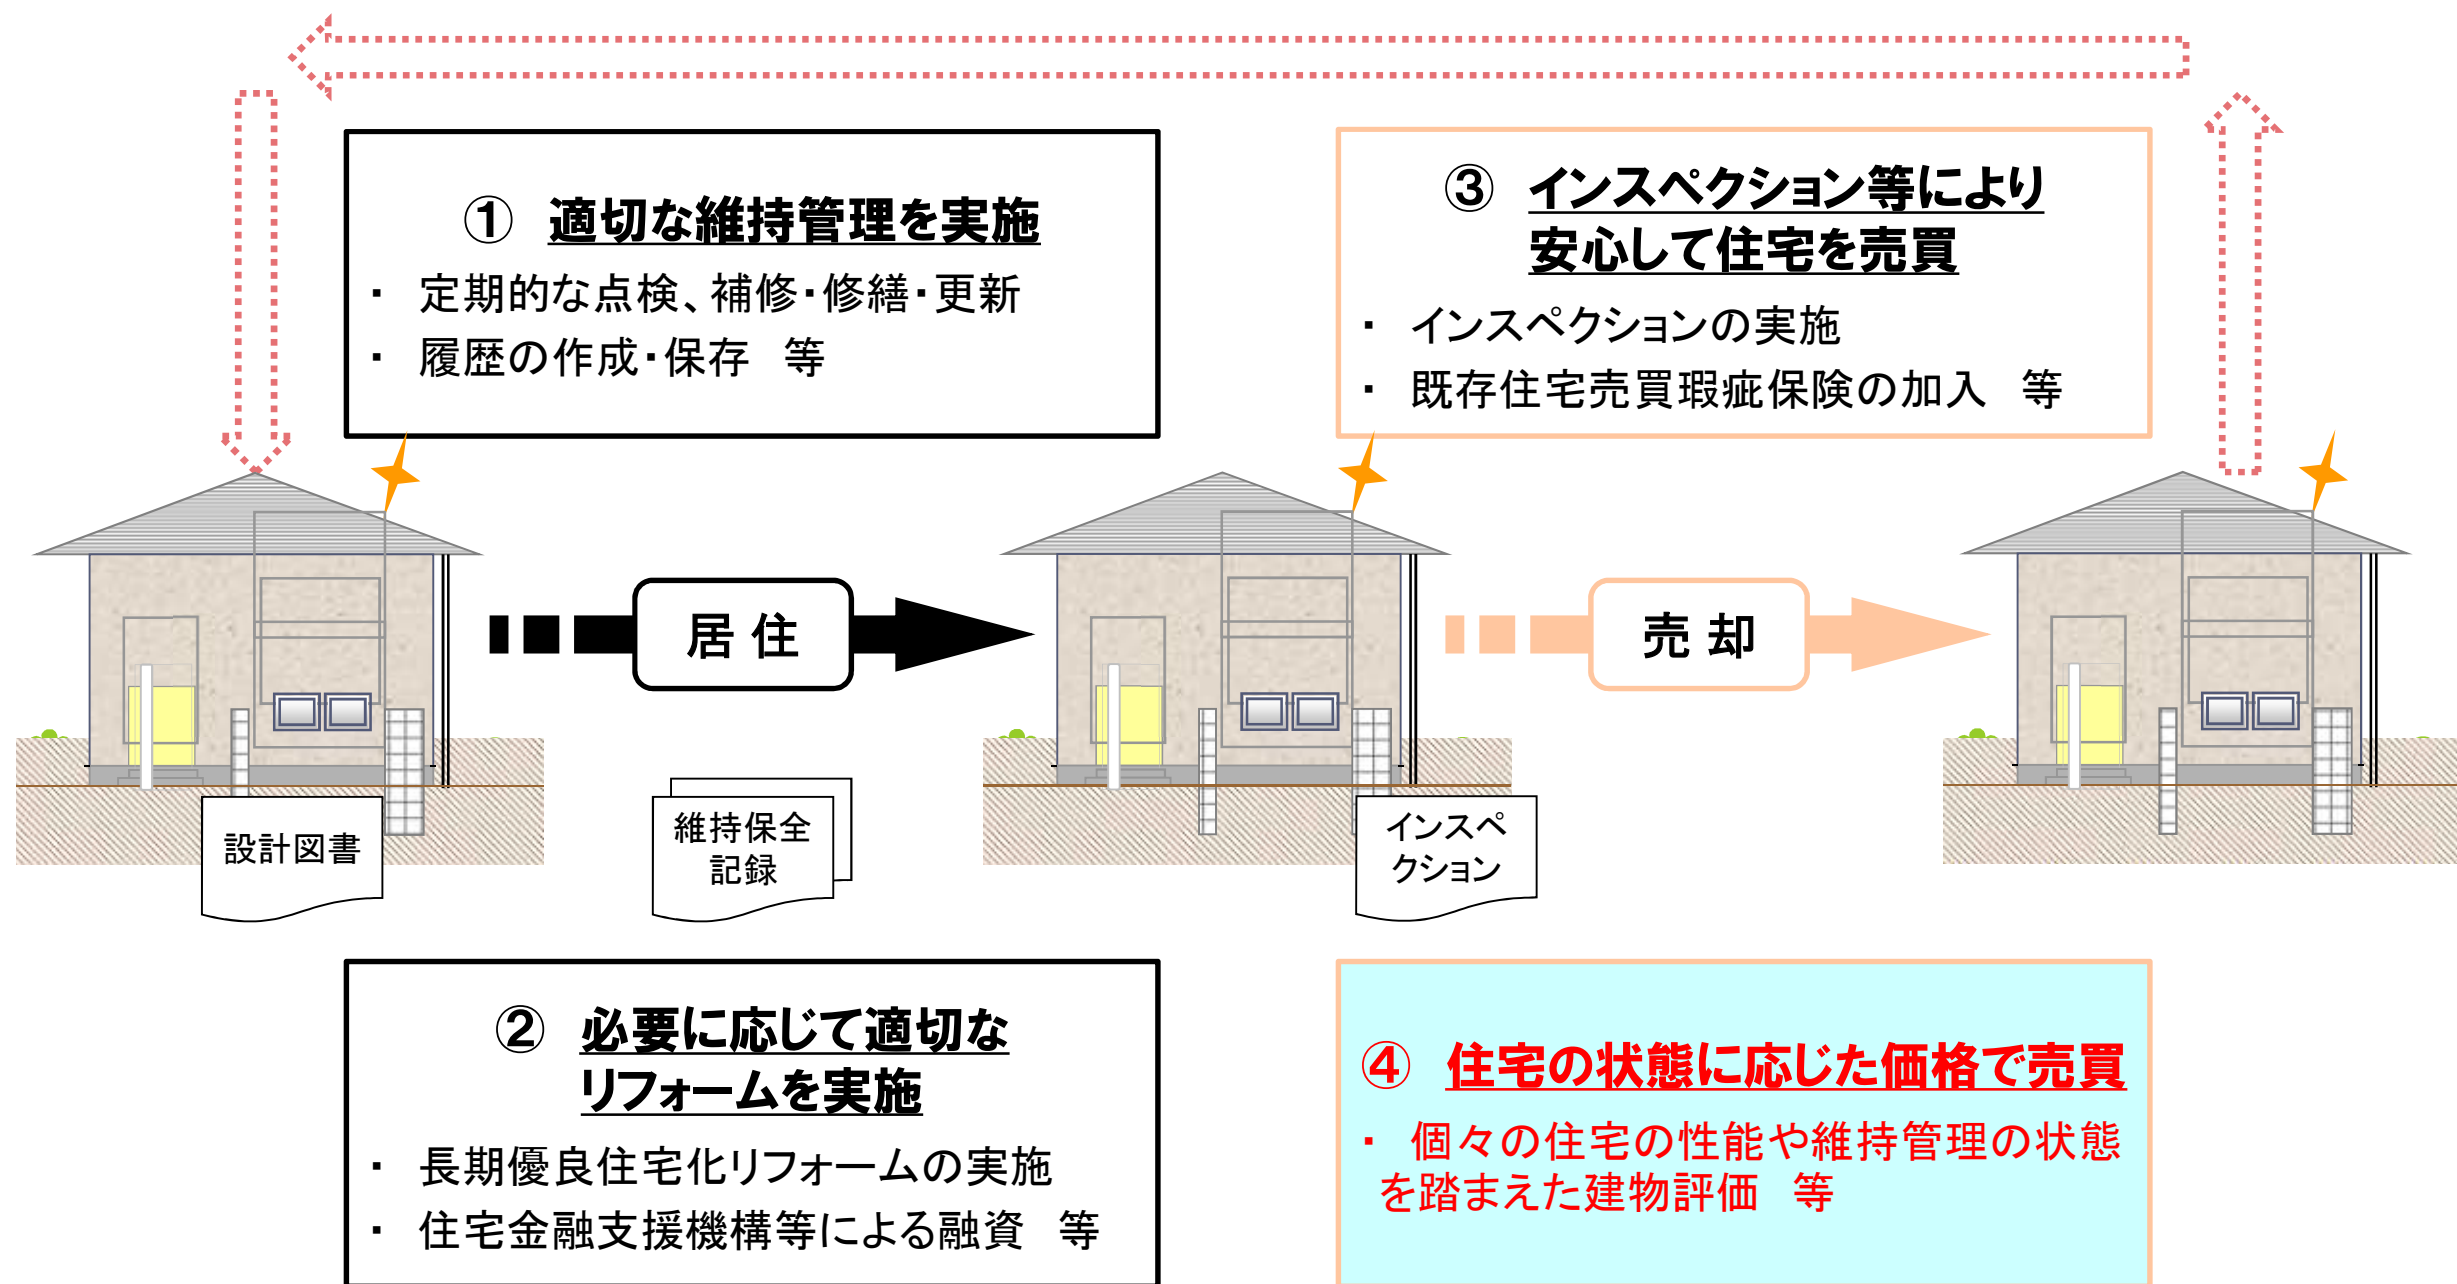 ① 適切な維持管理を実施
・ 定期的な点検、補修・修繕・更新
・ 履歴の作成・保存 等
③ インスペクション等により
安心して住宅を売買
・ インスペクションの実施
・ 既存住宅売買瑕疵保険の加入 等
居 住
売 却
設計図書
維持保全
記録
インスペ
クション
② 必要に応じて適切な
リフォームを実施
・ 長期優良住宅化リフォームの実施
・ 住宅金融支援機構等による融資 等
④ 住宅の状態に応じた価格で売買
・ 個々の住宅の性能や維持管理の状態
を踏まえた建物評価 等